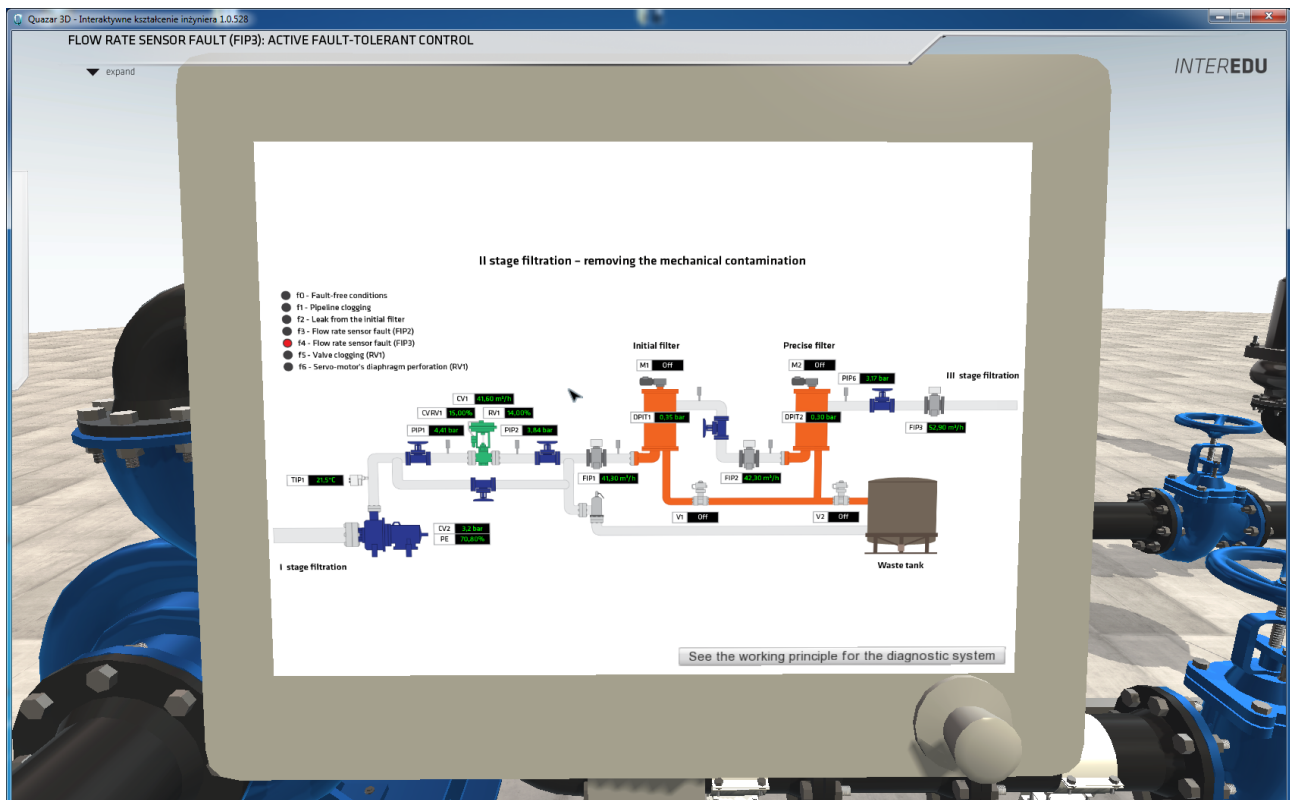 Quazar 3D - Interaktywne kształcenie inżyniera 1.0.528
FLOW RATE SENSOR FAULT (FIP3): ACTIVE FAULT-TOLERANT CONTROL
expand
INTEREDU
II stage filtration – removing the mechanical contamination
f0 - Fault-free conditions
f1 - Pipeline clogging
f2 - Leak from the initial filter
f3 - Flow rate sensor fault (FIP2)
f4 - Flow rate sensor fault (FIP3)
f5 - Valve clogging (RV1)
f6 - Servo-motor's diaphragm perforation (RV1)
Initial filter
Precise filter
M1 Off
M2 Off
PIP6 3,17 bar
III stage filtration
CV1 41,60 m³/h
CVRV1 15,00% RV1 14,00%
DPIT1 0,35 bar
DPIT2 0,30 bar
FIP3 52,90 m³/h
PIP1 4,41 bar PIP2 3,84 bar
TIP1 21,5°C
FIP1 41,30 m³/h
FIP2 42,30 m³/h
V1 Off
V2 Off
CV2 3,2 bar
PE 70,80%
I stage filtration
Waste tank
See the working principle for the diagnostic system